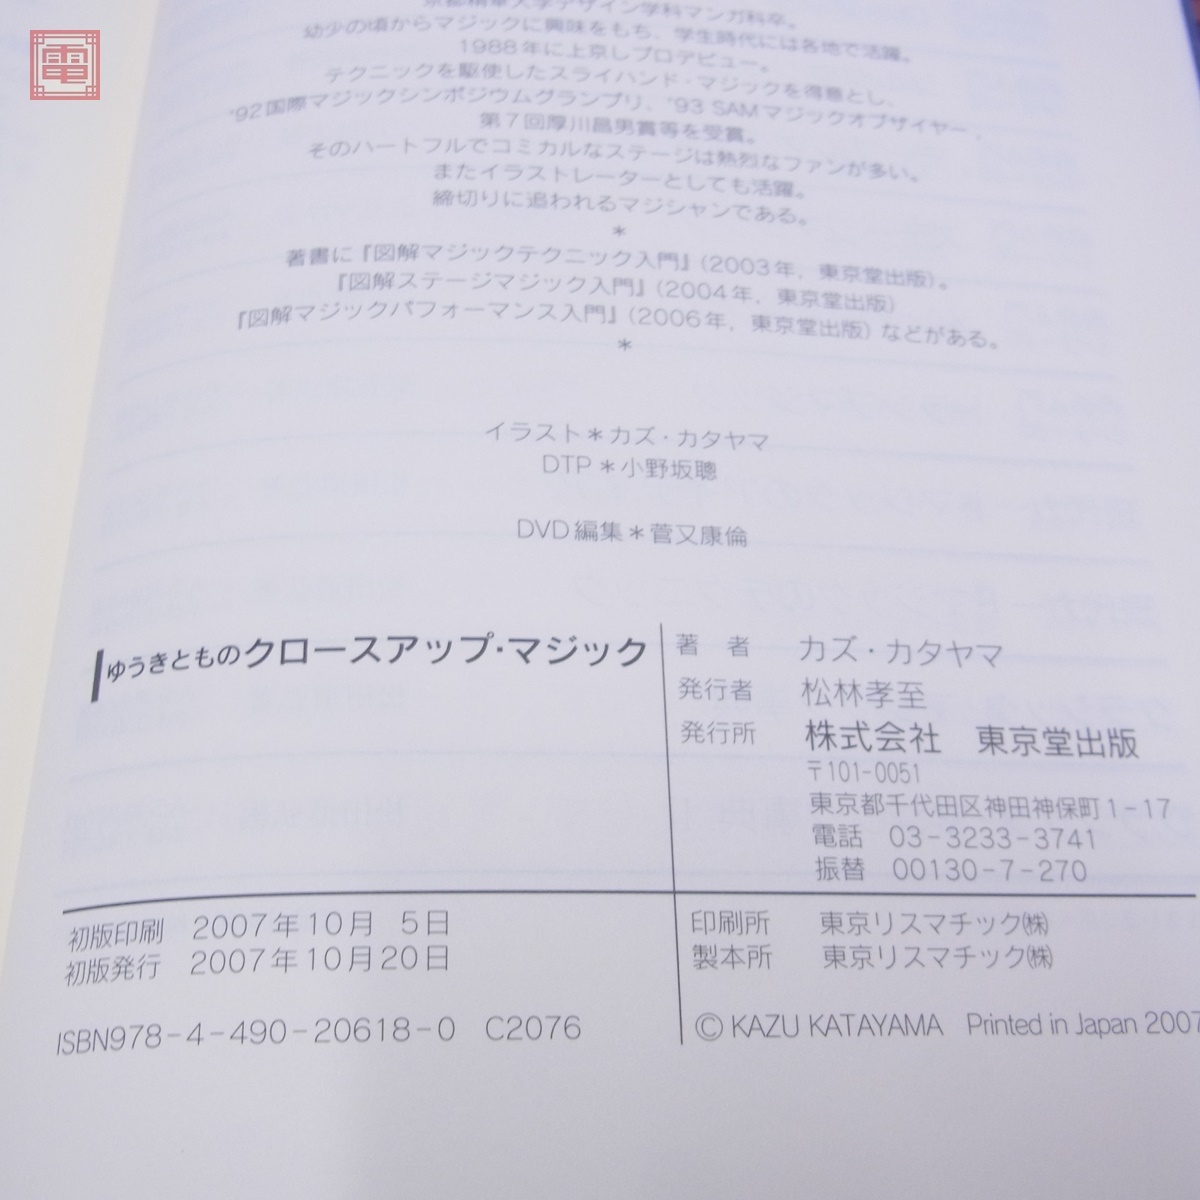 電
京都精華大学デザイン学科マンガ科卒。
幼少の頃からマジックに興味をもち、学生時代には各地で活躍。
1988年に上京しプロデビュー。
テクニックを駆使したスライハンド・マジックを得意とし、
'92国際マジックシンポジウムグランプリ、'93 SAMマジックオブザイヤー、
第7回厚川昌男賞等を受賞。
そのハートフルでコミカルなステージは熱烈なファンが多い。
またイラストレーターとしても活躍。
締切りに追われるマジシャンである。
＊
著書に『図解マジックテクニック入門』(2003年, 東京堂出版)。
『図解ステージマジック入門』(2004年, 東京堂出版)
『図解マジックパフォーマンス入門』(2006年, 東京堂出版) などがある。
＊
イラスト＊カズ・カタヤマ
DTP＊小野坂聰
DVD編集＊菅又康倫
ゆうきとものクロースアップ・マジック
著　者　カズ・カタヤマ
発行者　松林孝至
発行所　株式会社　東京堂出版
〒101-0051
東京都千代田区神田神保町1-17
電話　03-3233-3741
振替　00130-7-270
初版印刷　2007年10月 5日
初版発行　2007年10月20日
ISBN978-4-490-20618-0　C2076
印刷所　東京リスマチック㈱
製本所　東京リスマチック㈱
© KAZU KATAYAMA　Printed in Japan 2007